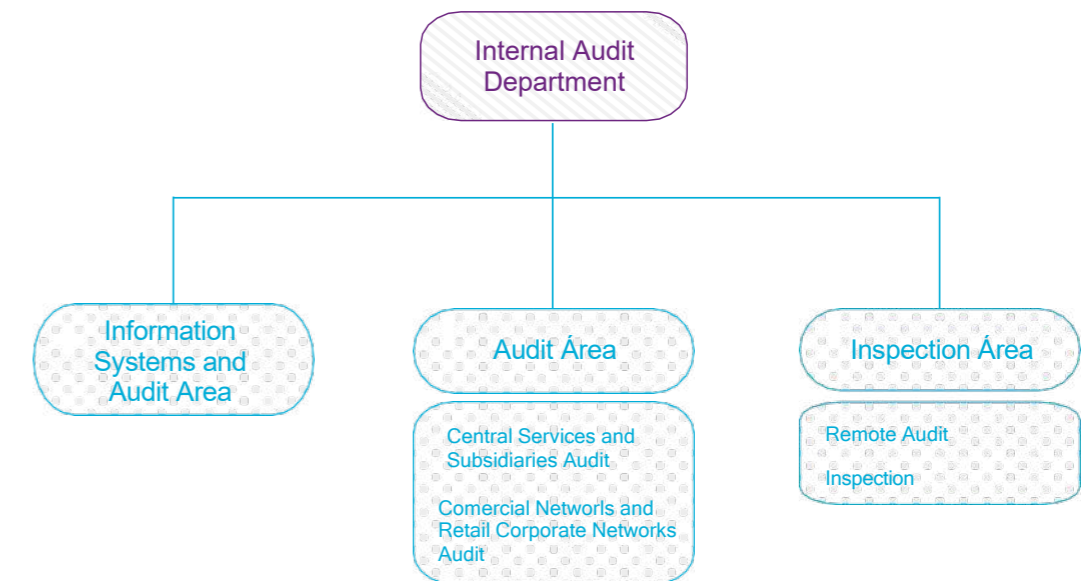 Internal Audit
Department
Information
Systems and
Audit Area
Audit Área
Central Services and
Subsidiaries Audit
Comercial Networls and
Retail Corporate Networks
Audit
Inspection Área
Remote Audit
Inspection